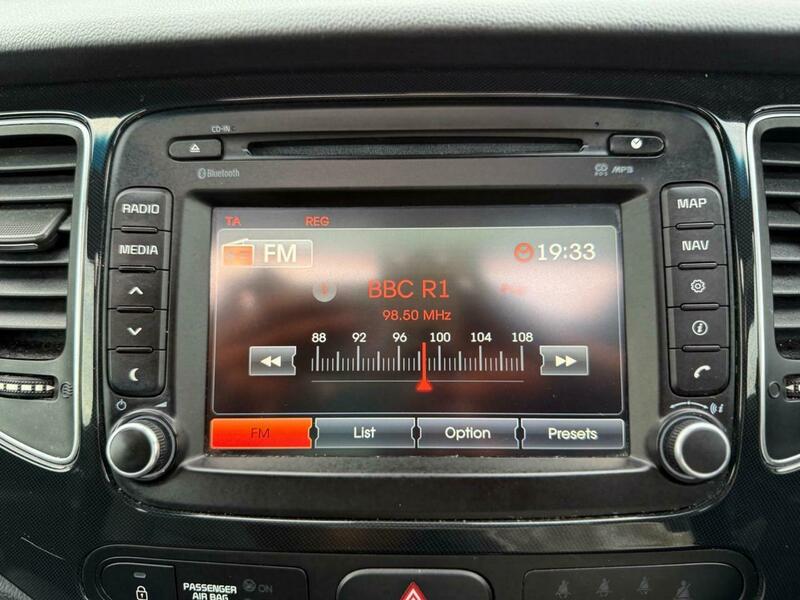 CD-IN
Bluetooth
RDS MP3
RADIO
MEDIA
MAP
NAV
TA REG
FM 19:33
BBC R1
98.50 MHz
88 92 96 100 104 108
FM List Option Presets
PASSENGER
AIR BAG
ON